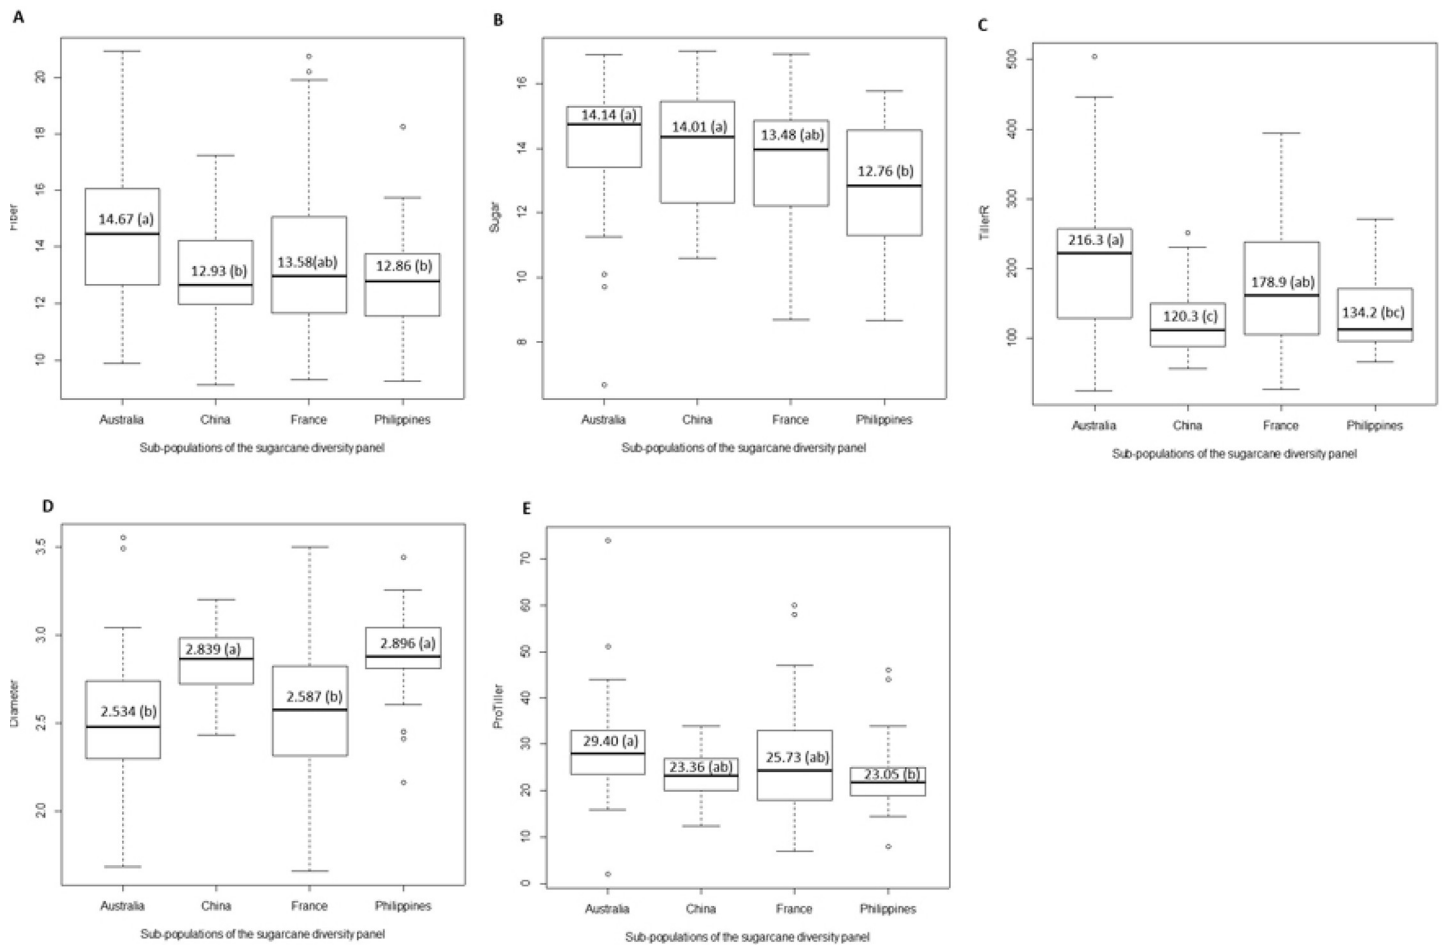 A
B
C
Fiber
20
18
16
14
12
10
14.67 (a)
12.93 (b)
13.58(ab)
12.86 (b)
Australia
China
France
Philippines
Sub-populations of the sugarcane diversity panel
Sugar
16
14
12
10
8
14.14 (a)
14.01 (a)
13.48 (ab)
12.76 (b)
Australia
China
France
Philippines
Sub-populations of the sugarcane diversity panel
TillerR
500
400
300
200
100
216.3 (a)
120.3 (c)
178.9 (ab)
134.2 (bc)
Australia
China
France
Philippines
Sub-populations of the sugarcane diversity panel
D
E
Diameter
3.5
3.0
2.5
2.0
2.534 (b)
2.839 (a)
2.587 (b)
2.896 (a)
Australia
China
France
Philippines
Sub-populations of the sugarcane diversity panel
ProTiller
70
60
50
40
30
20
10
0
29.40 (a)
23.36 (ab)
25.73 (ab)
23.05 (b)
Australia
China
France
Philippines
Sub-populations of the sugarcane diversity panel